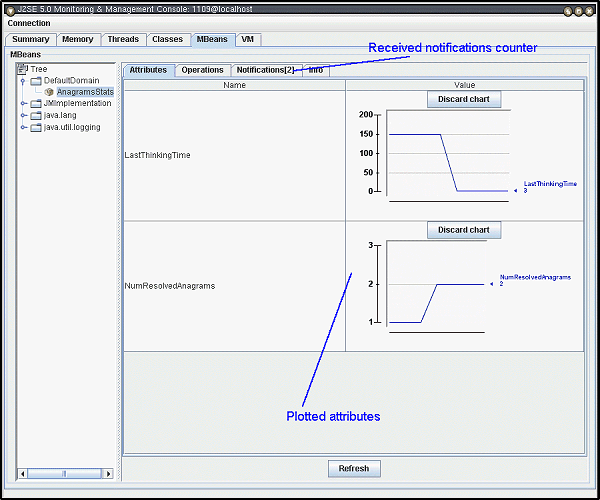 J2SE 5.0 Monitoring & Management Console: 1109@localhost
Connection
Summary Memory Threads Classes MBeans VM
MBeans
Received notifications counter
Tree
DefaultDomain
AnagramsStats
JMImplementation
java.lang
java.util.logging
Attributes Operations Notifications[2] Info
Name Value
LastThinkingTime
Discard chart
200
150
100
50
0
LastThinkingTime
3
NumResolvedAnagrams
Discard chart
3
2
1
NumResolvedAnagrams
2
Plotted attributes
Refresh